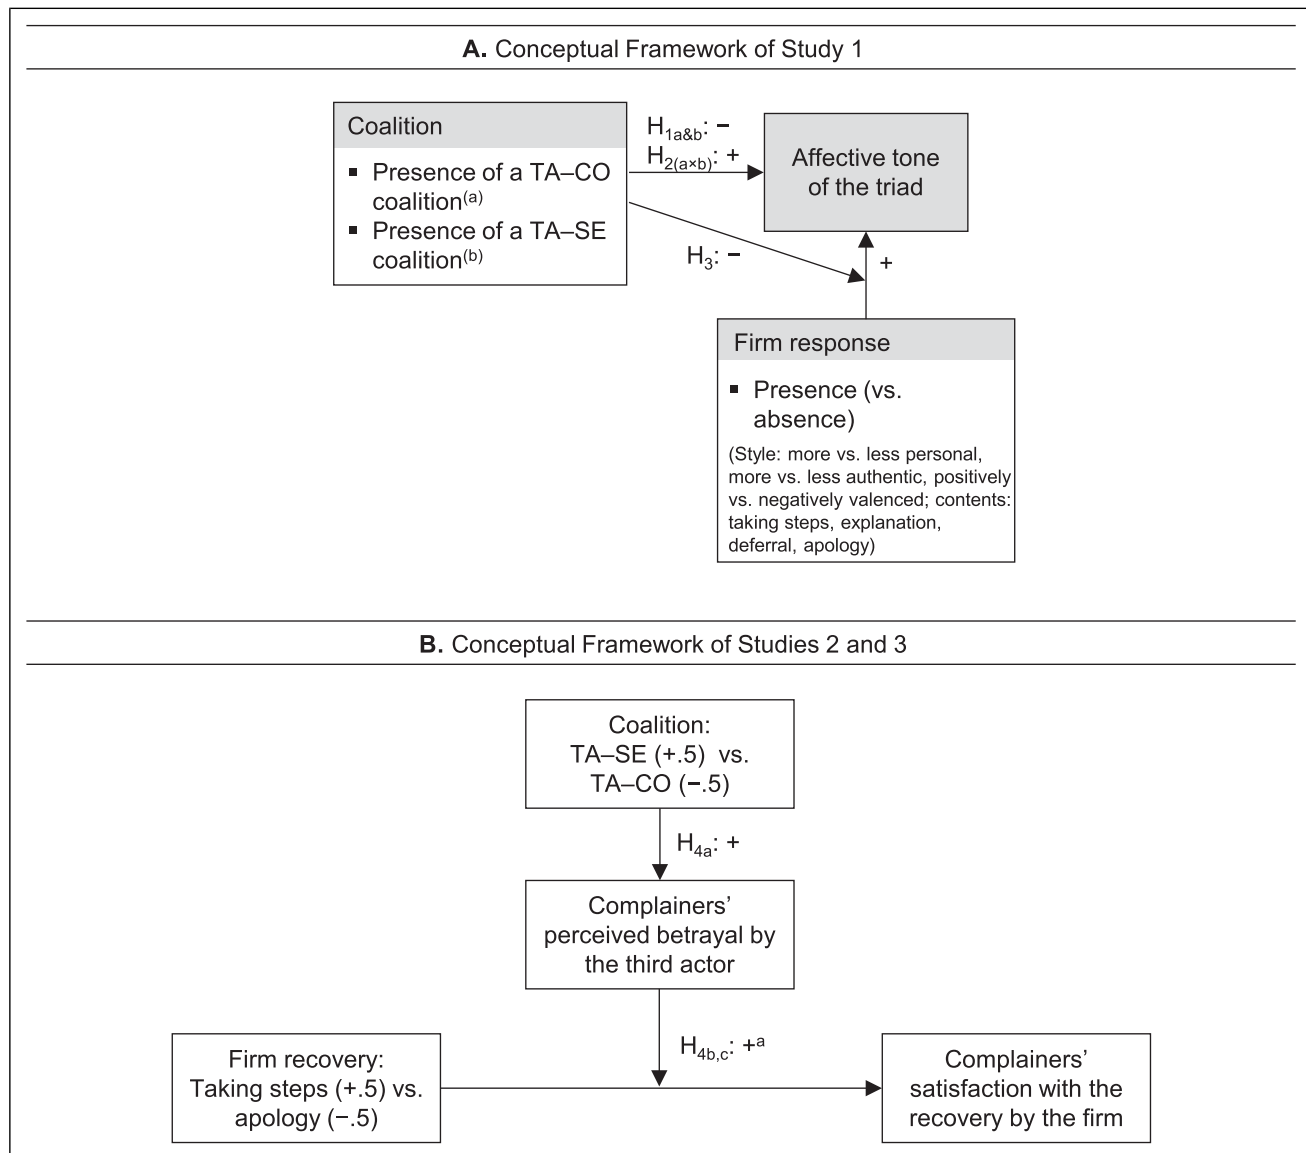 A. Conceptual Framework of Study 1
Coalition
▪ Presence of a TA–CO
coalition(a)
▪ Presence of a TA–SE
coalition(b)
H1a&b: −
H2(a×b): +
Affective tone
of the triad
H3: −
+
Firm response
▪ Presence (vs.
absence)
(Style: more vs. less personal,
more vs. less authentic, positively
vs. negatively valenced; contents:
taking steps, explanation,
deferral, apology)
B. Conceptual Framework of Studies 2 and 3
Coalition:
TA–SE (+.5) vs.
TA–CO (−.5)
H4a: +
Complainers’
perceived betrayal by
the third actor
H4b,c: +a
Firm recovery:
Taking steps (+.5) vs.
apology (−.5)
Complainers’
satisfaction with the
recovery by the firm